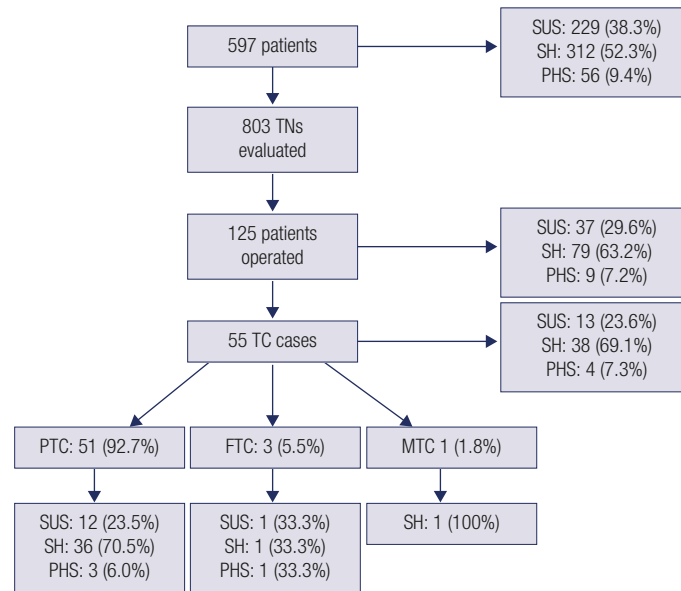 597 patients
SUS: 229 (38.3%)
SH: 312 (52.3%)
PHS: 56 (9.4%)
803 TNs
evaluated
125 patients
operated
SUS: 37 (29.6%)
SH: 79 (63.2%)
PHS: 9 (7.2%)
55 TC cases
SUS: 13 (23.6%)
SH: 38 (69.1%)
PHS: 4 (7.3%)
PTC: 51 (92.7%)
FTC: 3 (5.5%)
MTC 1 (1.8%)
SUS: 12 (23.5%)
SH: 36 (70.5%)
PHS: 3 (6.0%)
SUS: 1 (33.3%)
SH: 1 (33.3%)
PHS: 1 (33.3%)
SH: 1 (100%)